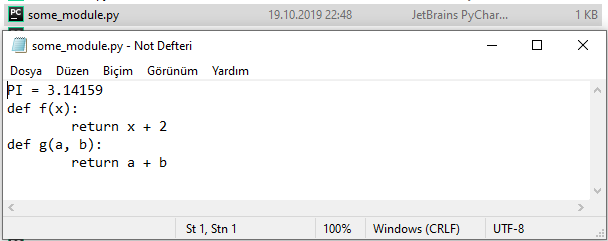 some_module.py 19.10.2019 22:48 JetBrains PyChar... 1 KB
some_module.py - Not Defteri
Dosya Düzen Biçim Görünüm Yardım
PI = 3.14159
def f(x):
        return x + 2
def g(a, b):
        return a + b
St 1, Stn 1 100% Windows (CRLF) UTF-8